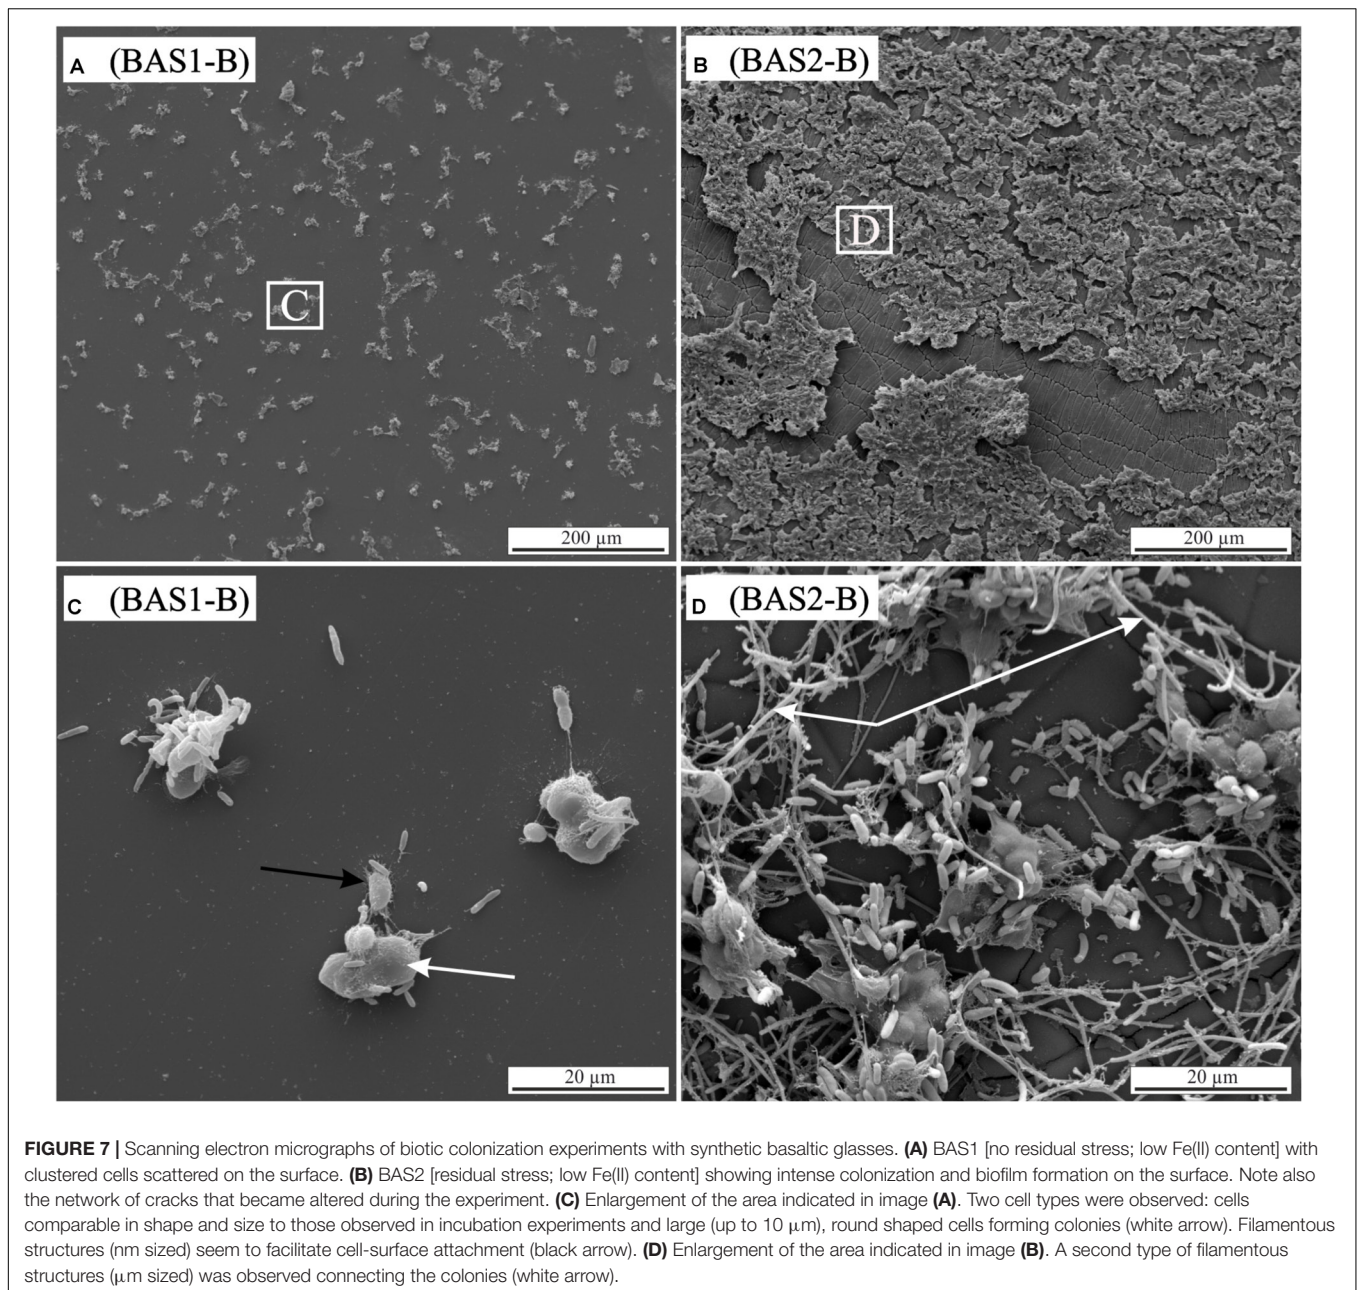 A (BAS1-B)
B (BAS2-B)
C
D
200 µm
200 µm
C (BAS1-B)
D (BAS2-B)
20 µm
20 µm
FIGURE 7 | Scanning electron micrographs of biotic colonization experiments with synthetic basaltic glasses. (A) BAS1 [no residual stress; low Fe(II) content] with
clustered cells scattered on the surface. (B) BAS2 [residual stress; low Fe(II) content] showing intense colonization and biofilm formation on the surface. Note also
the network of cracks that became altered during the experiment. (C) Enlargement of the area indicated in image (A). Two cell types were observed: cells
comparable in shape and size to those observed in incubation experiments and large (up to 10 µm), round shaped cells forming colonies (white arrow). Filamentous
structures (nm sized) seem to facilitate cell-surface attachment (black arrow). (D) Enlargement of the area indicated in image (B). A second type of filamentous
structures (µm sized) was observed connecting the colonies (white arrow).